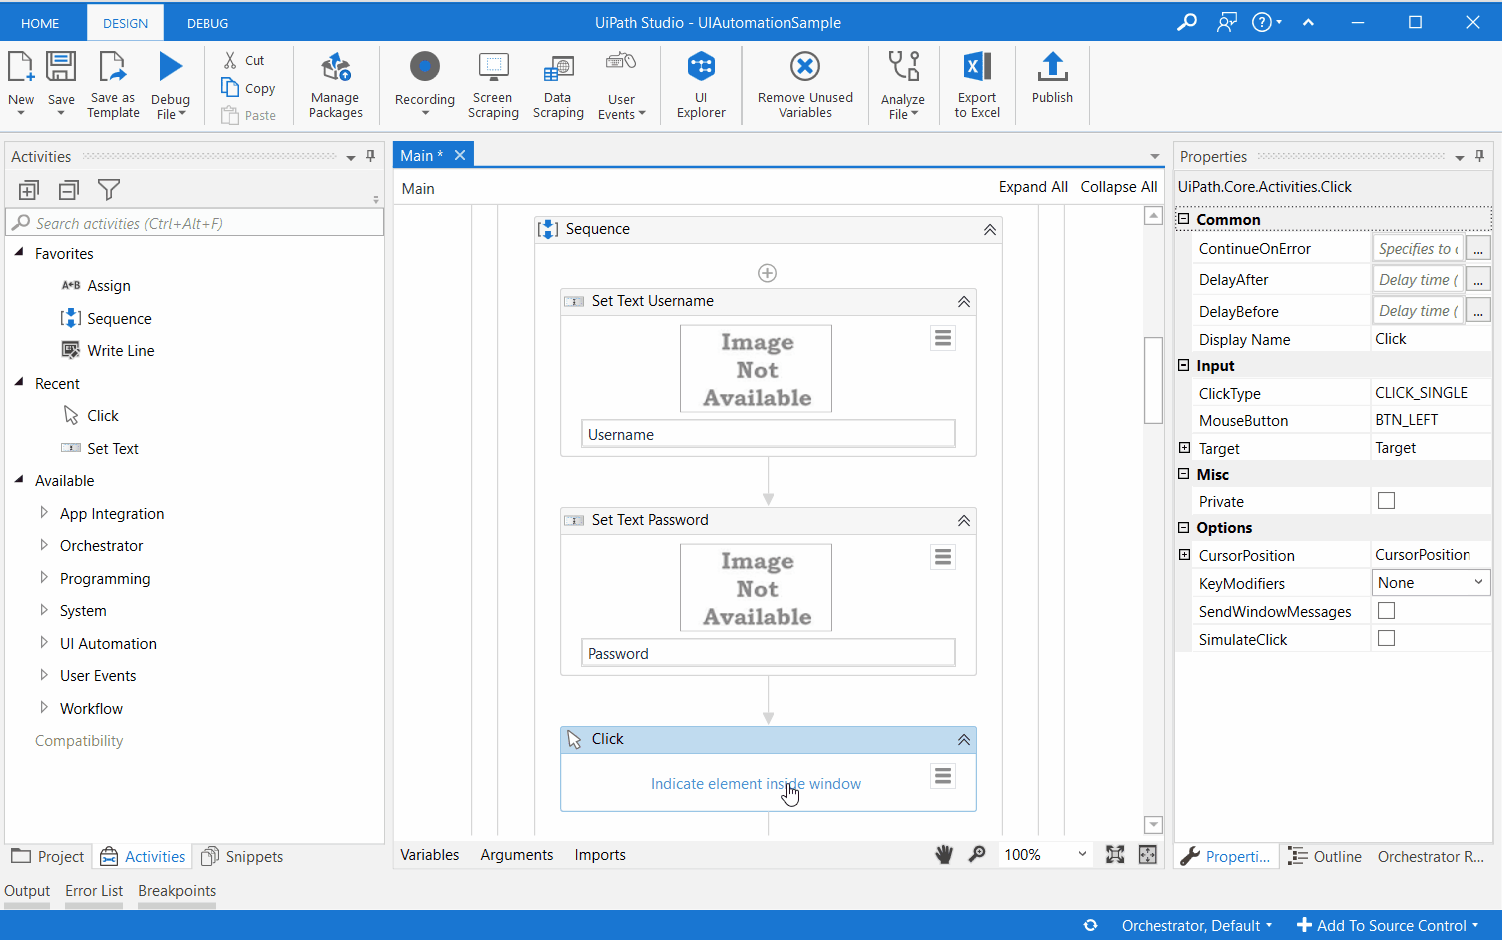 HOME DESIGN DEBUG UiPath Studio - UIAutomationSample
New
Save
Save as
Template
Debug
File
Cut
Copy
Paste
Manage
Packages
Recording
Screen
Scraping
Data
Scraping
User
Events
UI
Explorer
Remove Unused
Variables
Analyze
File
Export
to Excel
Publish
Activities
Search activities (Ctrl+Alt+F)
Favorites
Assign
Sequence
Write Line
Recent
Click
Set Text
Available
App Integration
Orchestrator
Programming
System
UI Automation
User Events
Workflow
Compatibility
Project Activities Snippets
Main *
Main Expand All Collapse All
Sequence
Set Text Username
Image
Not
Available
Username
Set Text Password
Image
Not
Available
Password
Click
Indicate element inside window
Variables Arguments Imports 100%
Properties
UiPath.Core.Activities.Click
Common
ContinueOnError Specifies to ...
DelayAfter Delay time ( ...
DelayBefore Delay time ( ...
Display Name Click
Input
ClickType CLICK_SINGLE
MouseButton BTN_LEFT
Target Target
Misc
Private
Options
CursorPosition CursorPosition
KeyModifiers None
SendWindowMessages
SimulateClick
Properti... Outline Orchestrator R...
Output Error List Breakpoints
Orchestrator, Default Add To Source Control